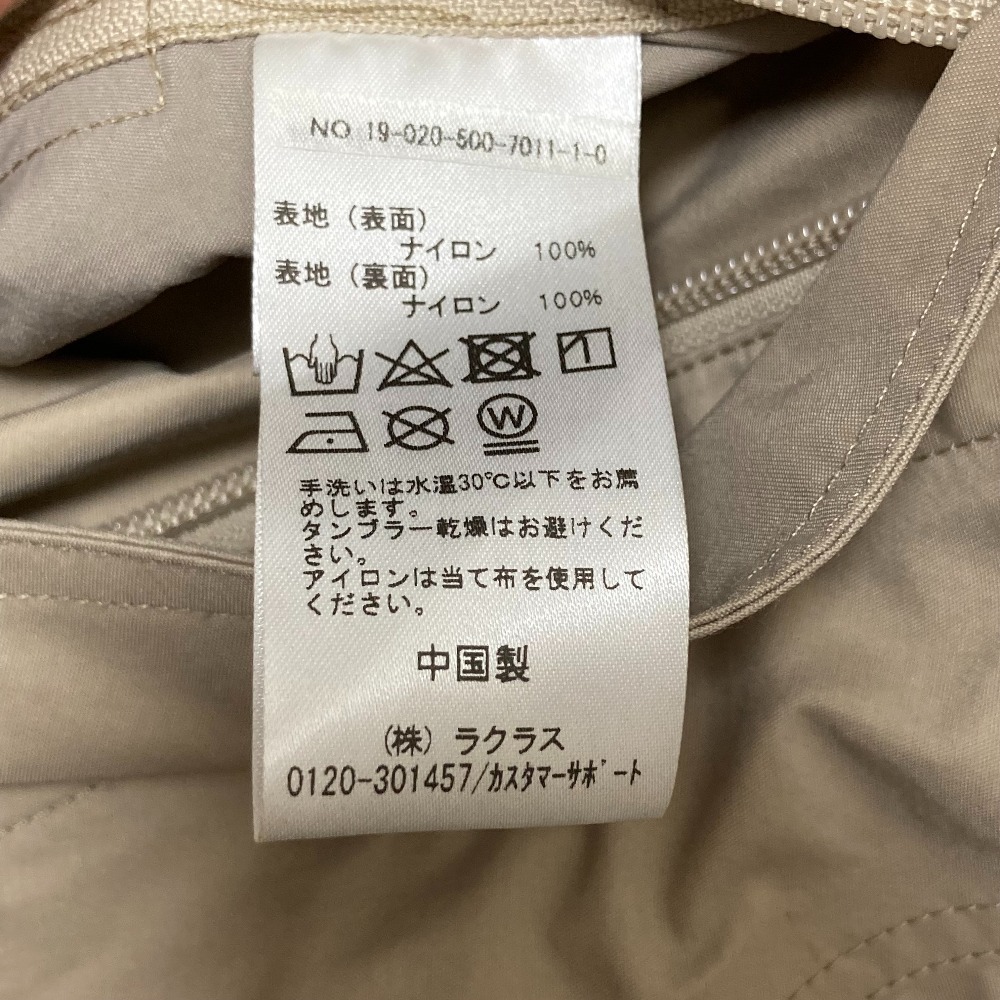 NO 19-020-500-7011-1-0
表地（表面）
ナイロン 100%
表地（裏面）
ナイロン 100%
W
手洗いは水温30℃以下をお薦
めします。
タンブラー乾燥はお避けくだ
さい。
アイロンは当て布を使用して
ください。
中国製
（株）ラクラス
0120-301457/ｶｽﾀﾏｰｻﾎﾟｰﾄ